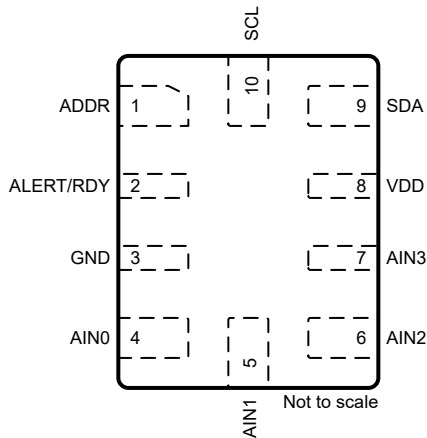 SCL
10
ADDR 1
9 SDA
ALERT/RDY 2
8 VDD
GND 3
7 AIN3
AIN0 4
6 AIN2
5
AIN1
Not to scale